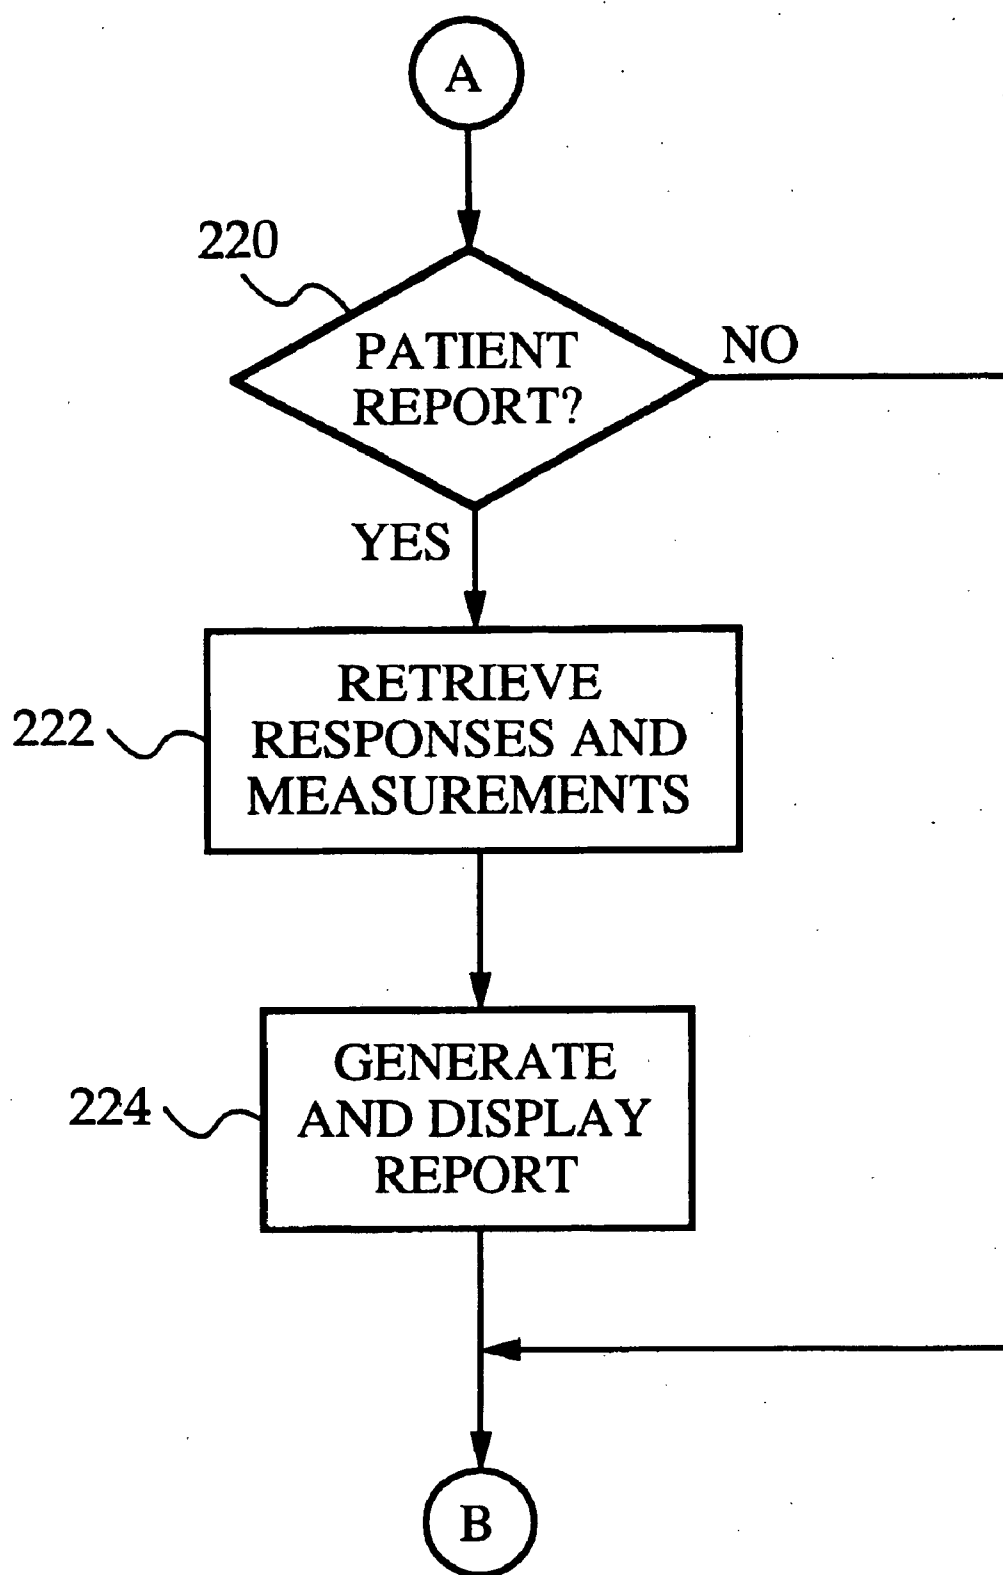 A
220
PATIENT
REPORT?
NO
YES
222
RETRIEVE
RESPONSES AND
MEASUREMENTS
224
GENERATE
AND DISPLAY
REPORT
B